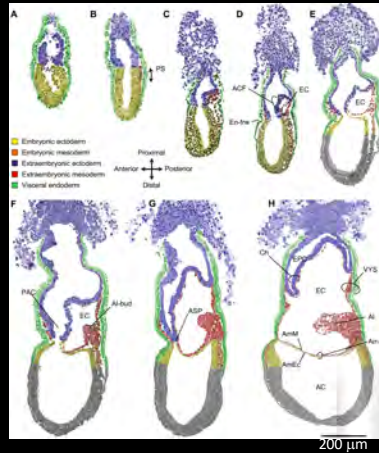 A
B
C
D
E
PS
ACF
EC
En-fnw
EC
Embryonic ectoderm
Embryonic mesoderm
Extraembryonic ectoderm
Extraembryonic mesoderm
Visceral endoderm
Proximal
Anterior
Posterior
Distal
F
G
H
PAC
EC
Al-bud
ASP
Ch
EPC
EC
VYS
Al
AmM
Am
AmEc
AC
200 µm